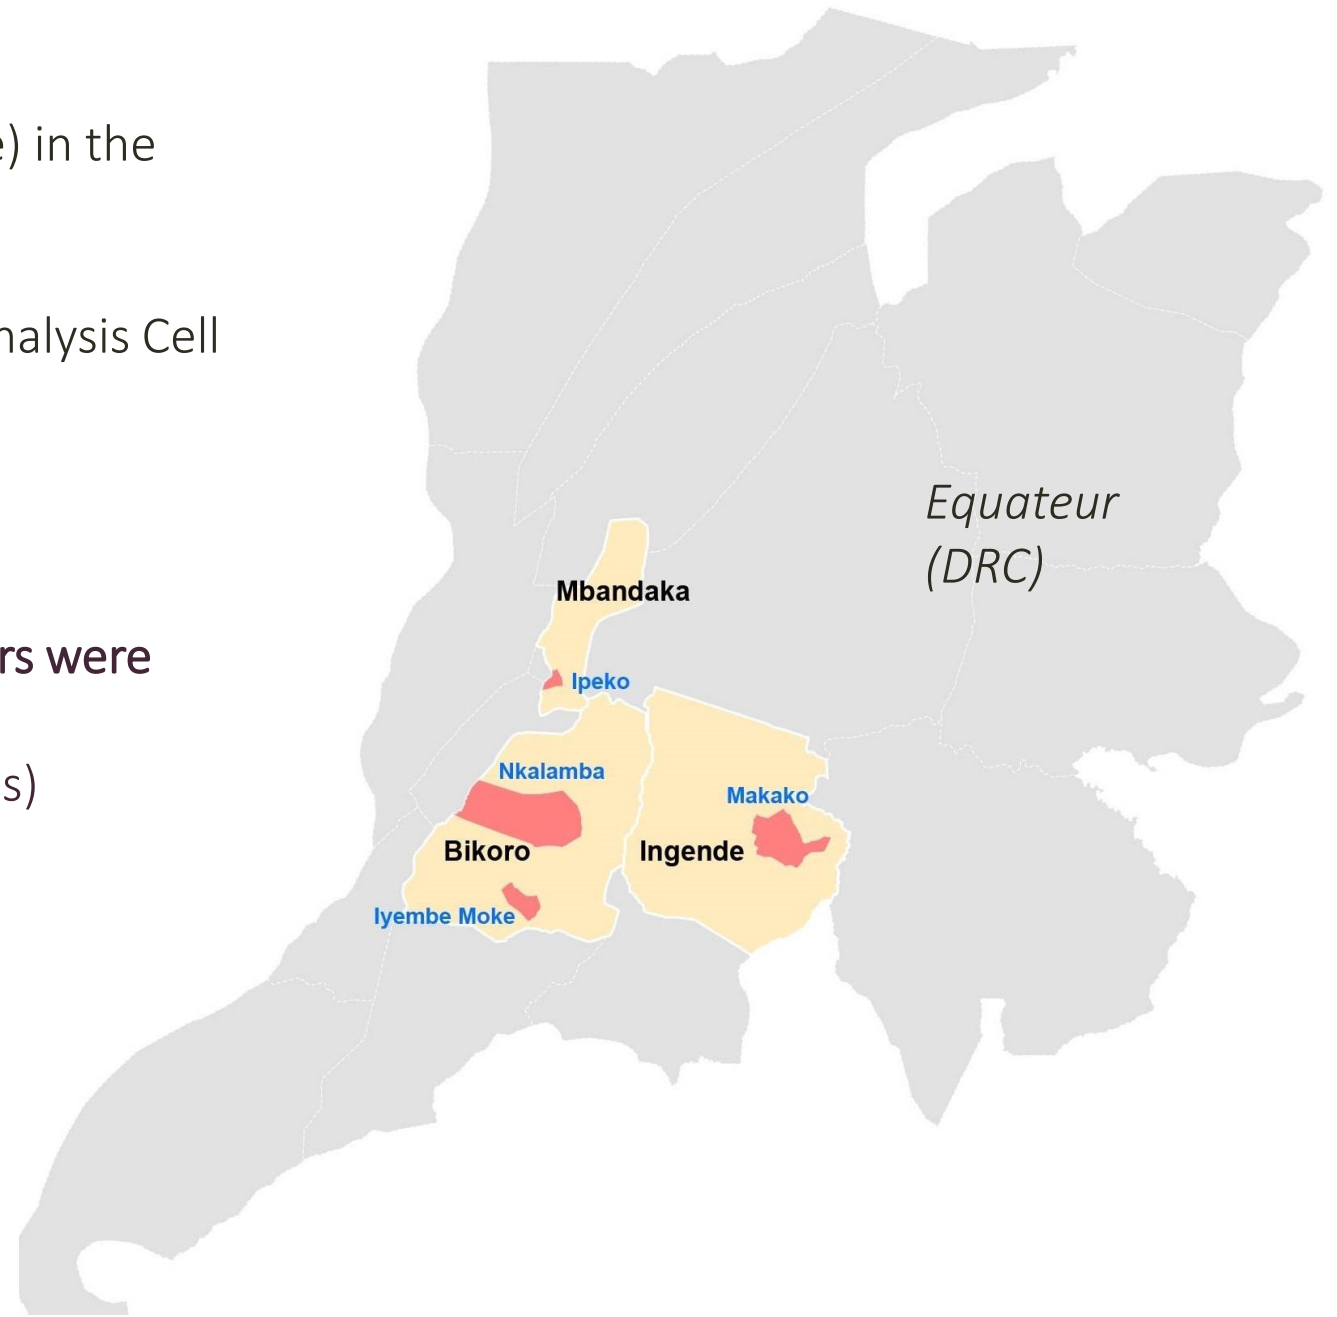 e) in the
nalysis Cell
rs were
s)
Equateur
(DRC)
Mbandaka
Ipeko
Nkalamba
Makako
Bikoro
Ingende
Iyembe Moke